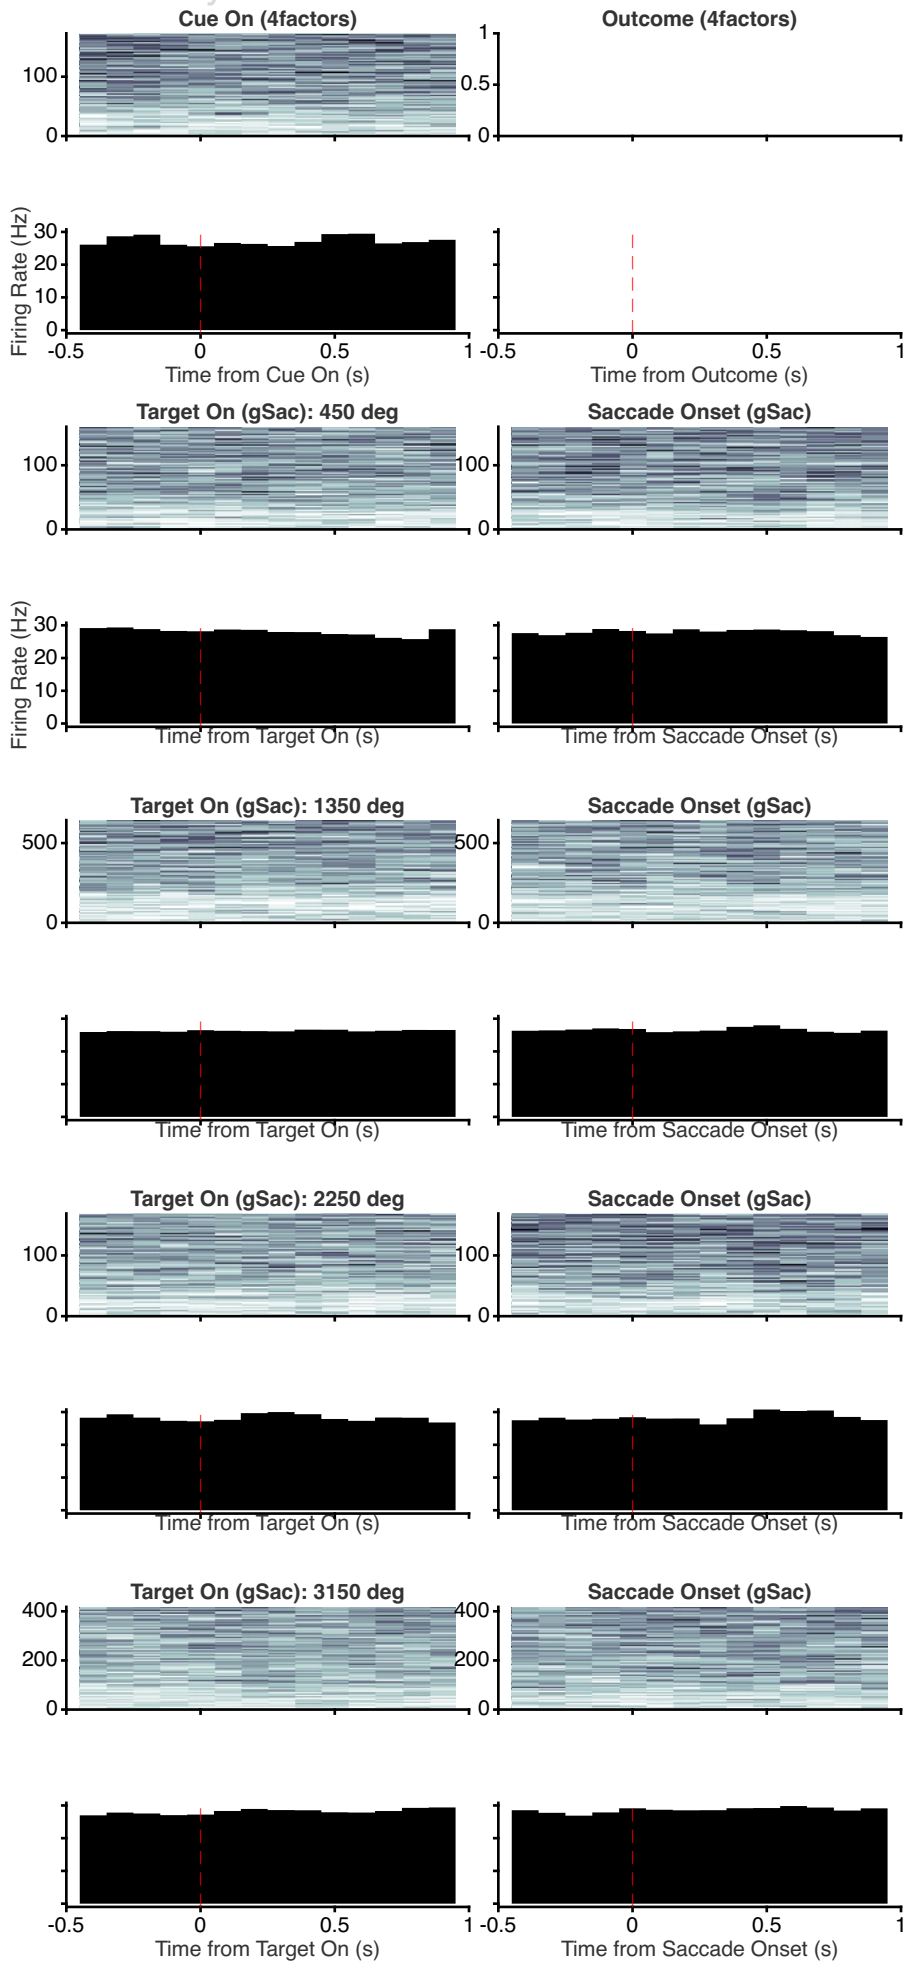 Cue On (4factors) Outcome (4factors)
100
0
1
0.5
0
Firing Rate (Hz)
30
20
10
0
-0.5 0 0.5 1 -0.5 0 0.5 1
Time from Cue On (s) Time from Outcome (s)
Target On (gSac): 450 deg Saccade Onset (gSac)
100 100
0 0
Firing Rate (Hz)
30
20
10
0
Time from Target On (s) Time from Saccade Onset (s)
Target On (gSac): 1350 deg Saccade Onset (gSac)
500 500
0 0
Time from Target On (s) Time from Saccade Onset (s)
Target On (gSac): 2250 deg Saccade Onset (gSac)
100 100
0 0
Time from Target On (s) Time from Saccade Onset (s)
Target On (gSac): 3150 deg Saccade Onset (gSac)
400 400
200 200
0 0
-0.5 0 0.5 1 -0.5 0 0.5 1
Time from Target On (s) Time from Saccade Onset (s)